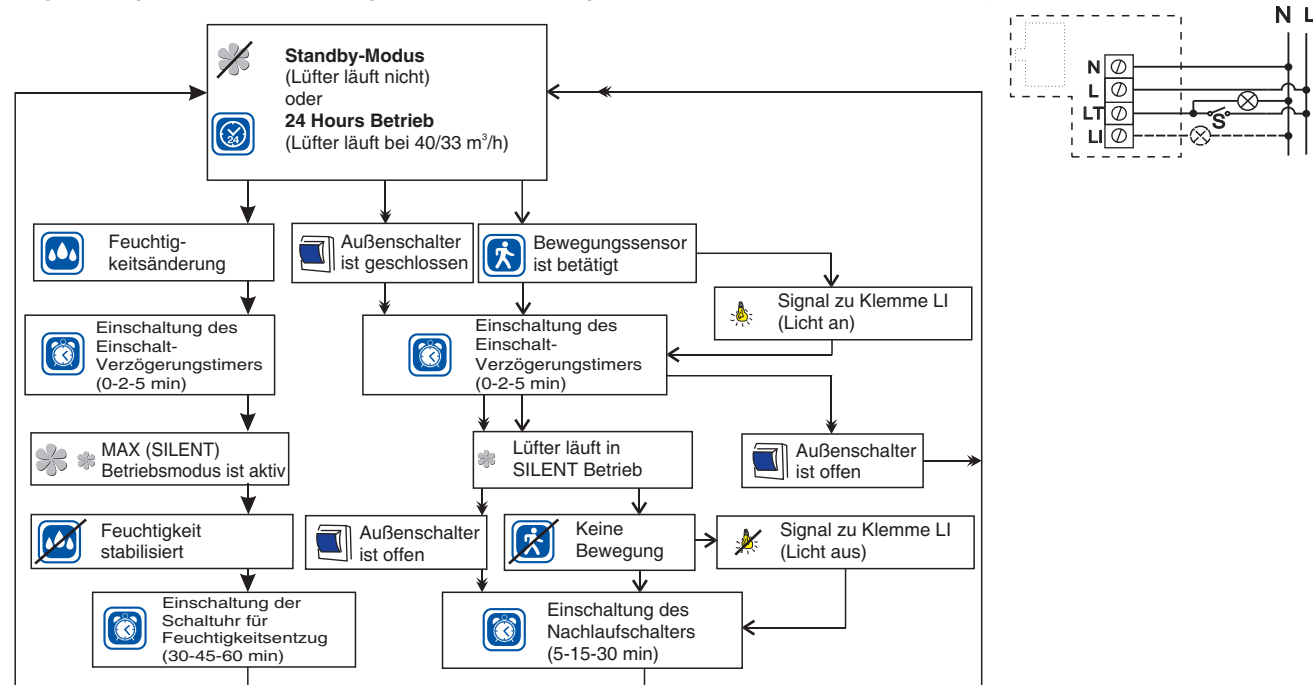 Standby-Modus
(Lüfter läuft nicht)
oder
24 Hours Betrieb
(Lüfter läuft bei 40/33 m³/h)
24
N L
N
L
LT
S
LI
Feuchtig-
keitsänderung
Außenschalter
ist geschlossen
Bewegungssensor
ist betätigt
Signal zu Klemme LI
(Licht an)
Einschaltung des
Einschalt-
Verzögerungstimers
(0-2-5 min)
Einschaltung des
Einschalt-
Verzögerungstimers
(0-2-5 min)
MAX (SILENT)
Betriebsmodus ist aktiv
Lüfter läuft in
SILENT Betrieb
Außenschalter
ist offen
Feuchtigkeit
stabilisiert
Außenschalter
ist offen
Keine
Bewegung
Signal zu Klemme LI
(Licht aus)
Einschaltung der
Schaltuhr für
Feuchtigkeitsentzug
(30-45-60 min)
Einschaltung des
Nachlaufschalters
(5-15-30 min)